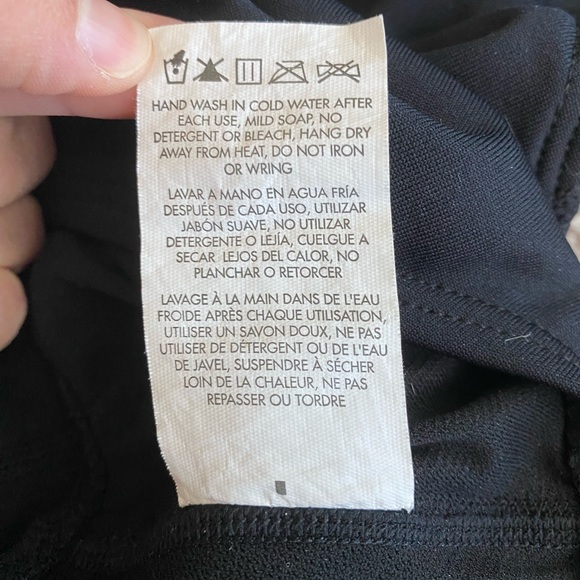 HAND WASH IN COLD WATER AFTER
EACH USE, MILD SOAP, NO
DETERGENT OR BLEACH, HANG DRY
AWAY FROM HEAT, DO NOT IRON
OR WRING
LAVAR A MANO EN AGUA FRÍA
DESPUÉS DE CADA USO, UTILIZAR
JABÓN SUAVE, NO UTILIZAR
DETERGENTE O LEJÍA, CUELGUE A
SECAR LEJOS DEL CALOR, NO
PLANCHAR O RETORCER
LAVAGE À LA MAIN DANS DE L'EAU
FROIDE APRÈS CHAQUE UTILISATION,
UTILISER UN SAVON DOUX, NE PAS
UTILISER DE DÉTERGENT OU DE L'EAU
DE JAVEL, SUSPENDRE À SÉCHER
LOIN DE LA CHALEUR, NE PAS
REPASSER OU TORDRE